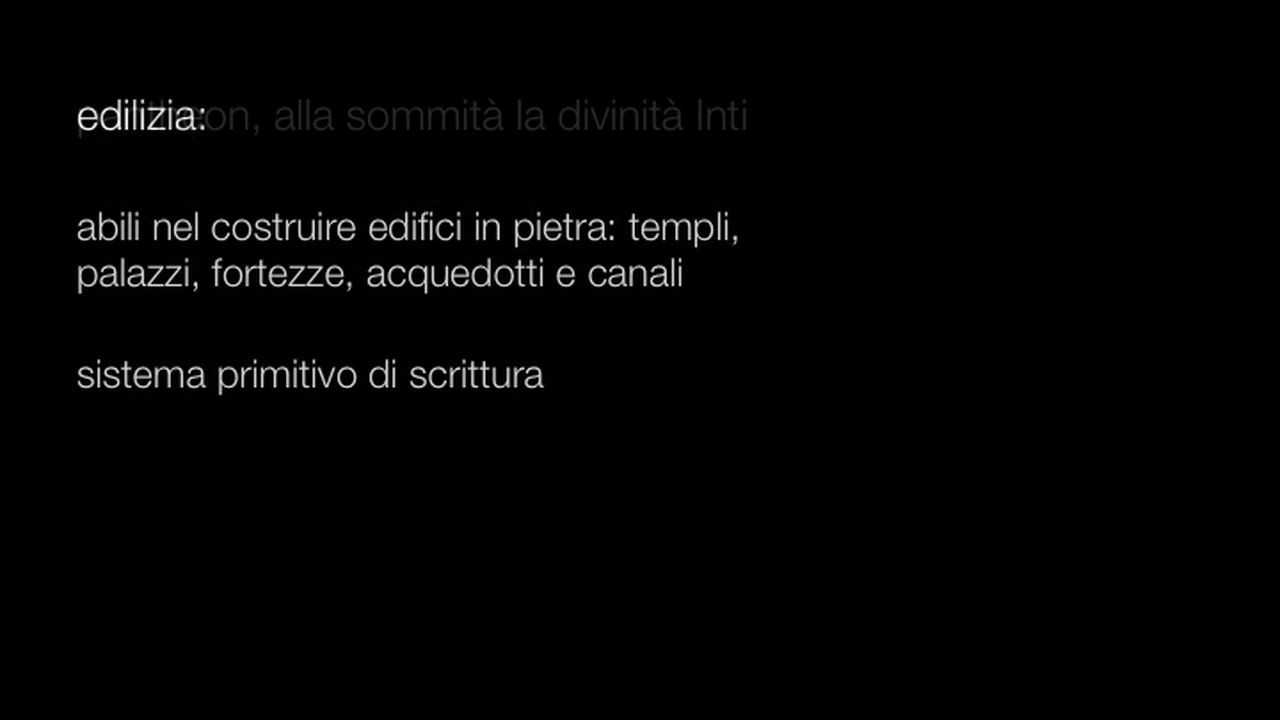 edilizia:
alla sommità la divinità Inti
abili nel costruire edifici in pietra: templi,
palazzi, fortezze, acquedotti e canali
sistema primitivo di scrittura